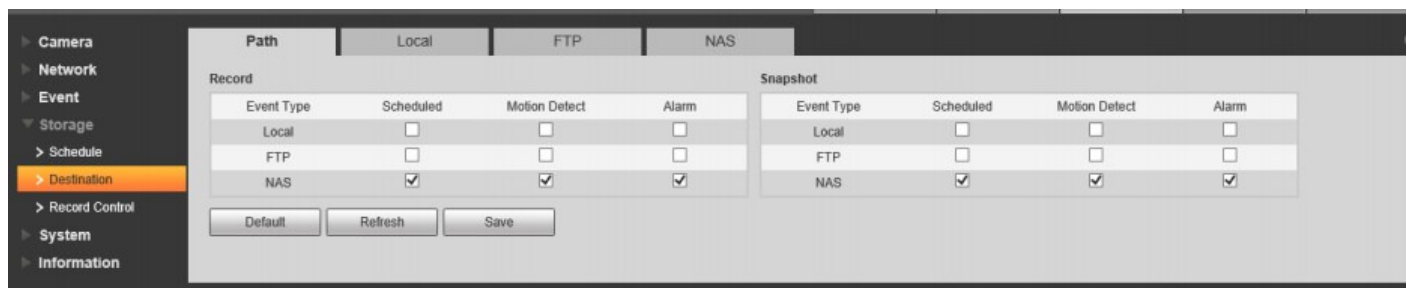 Camera
Network
Event
Storage
> Schedule
> Destination
> Record Control
System
Information
Path Local FTP NAS
Record
Event Type Scheduled Motion Detect Alarm
Local
FTP
NAS
Snapshot
Event Type Scheduled Motion Detect Alarm
Local
FTP
NAS
Default Refresh Save